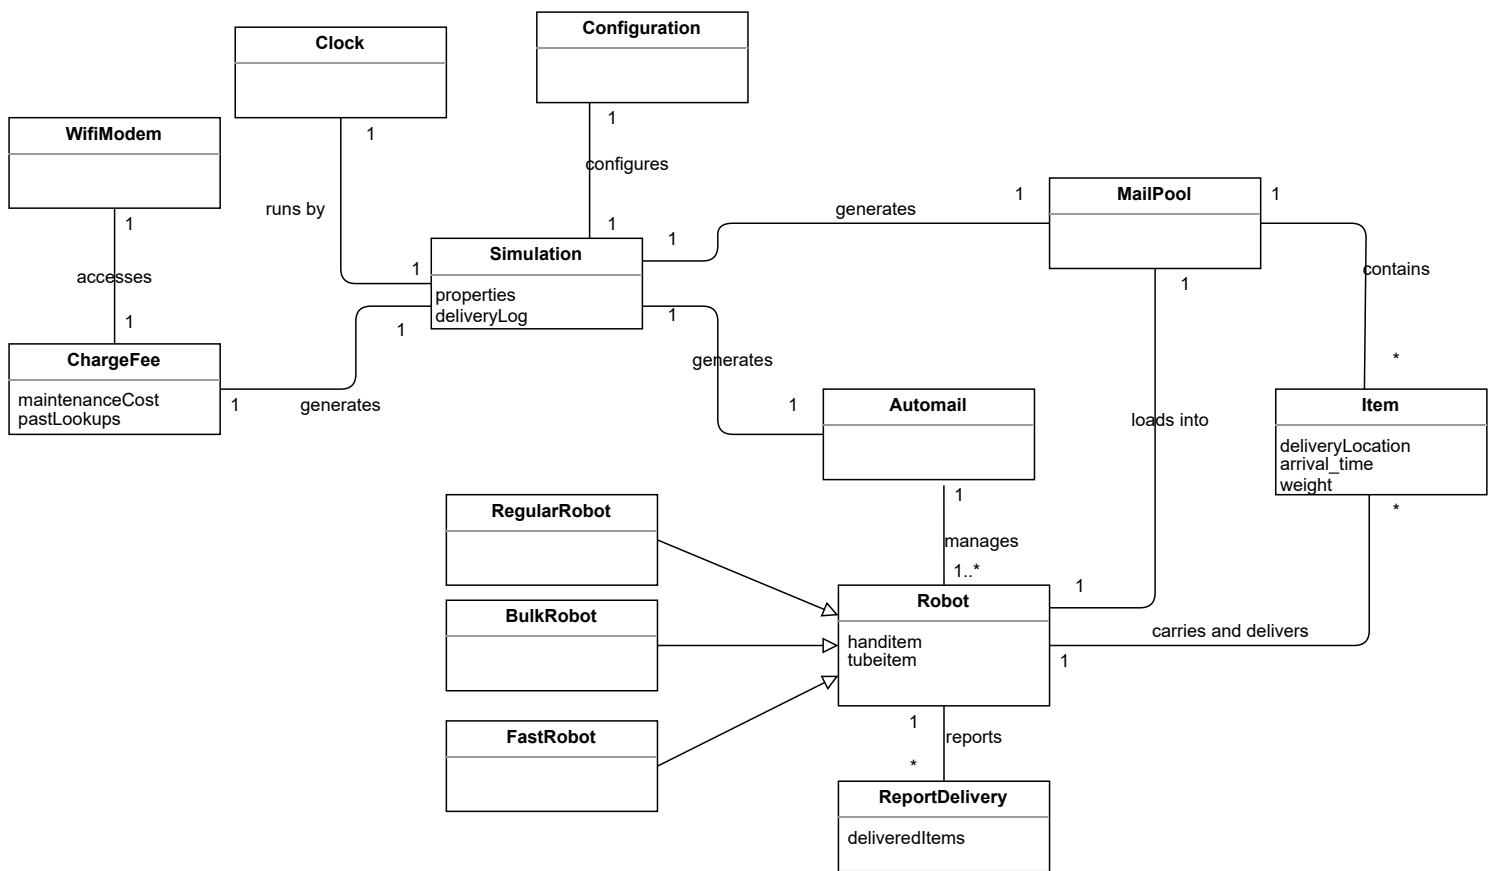 Configuration
Clock
1
1
WifiModem
configures
1
MailPool
1
runs by
generates
1
1
1
1
Simulation
accesses
1
contains
1
properties
deliveryLog
1
1
1
ChargeFee
generates
*
maintenanceCost
pastLookups
1
generates
1
Automail
loads into
Item
deliveryLocation
arrival_time
weight
1
*
RegularRobot
manages
1..*
1
Robot
BulkRobot
carries and delivers
handitem
tubeitem
1
1
FastRobot
reports
*
ReportDelivery
deliveredItems